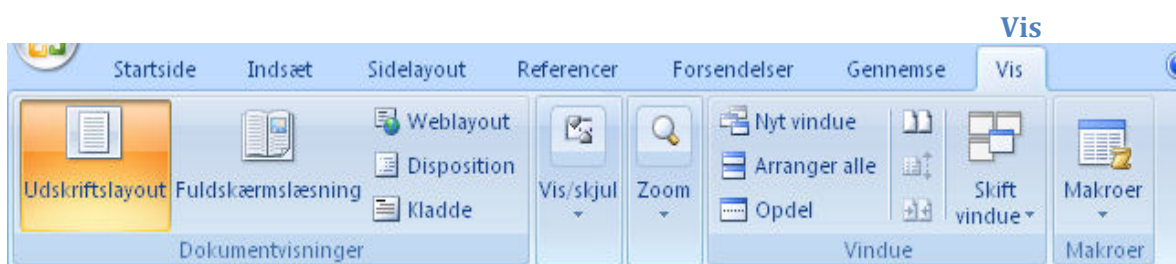 Vis
Startside Indsæt Sidelayout Referencer Forsendelser Gennemse Vis
Udskriftslayout
Fuldskærmslæsning
Weblayout
Disposition
Kladde
Dokumentvisninger
Vis/skjul
Zoom
Nyt vindue
Arranger alle
Opdel
Skift
vindue
Vindue
Makroer
Makroer